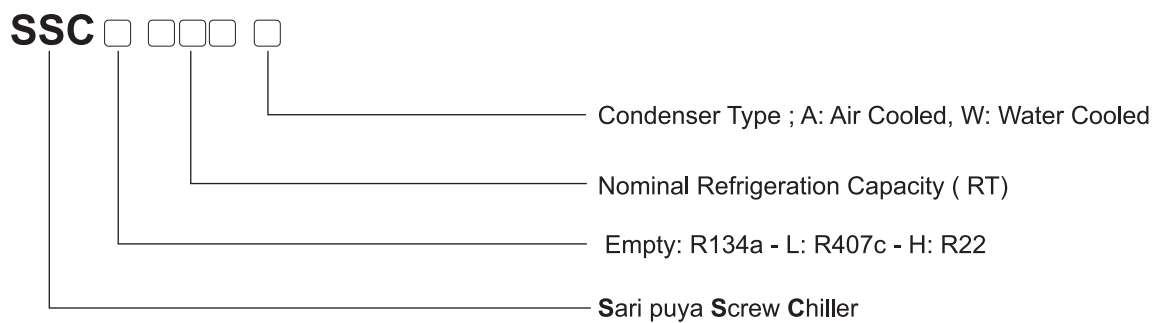 SSC
Condenser Type ; A: Air Cooled, W: Water Cooled
Nominal Refrigeration Capacity ( RT)
Empty: R134a - L: R407c - H: R22
Sari puya Screw Chiller